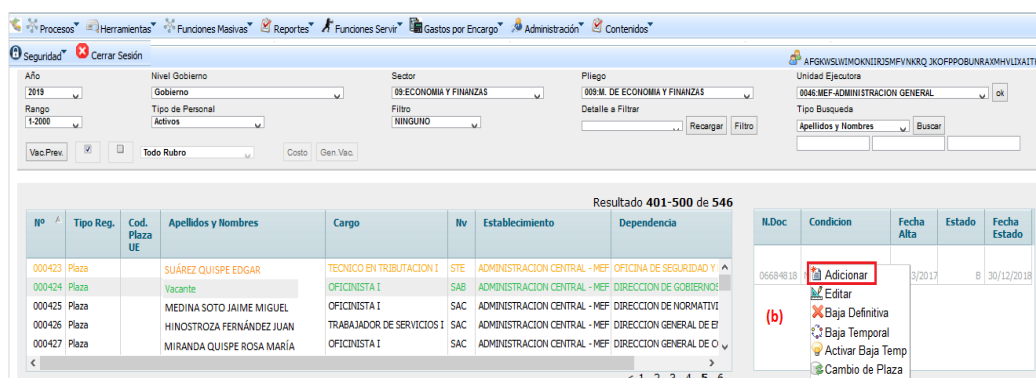 Procesos Herramientas Funciones Masivas Reportes Funciones Servir Gastos por Encargo Administración Contenidos
Seguridad Cerrar Sesión
Año Nivel Gobierno Sector Pliego Unidad Ejecutora
2019 Gobierno 09:ECONOMIA Y FINANZAS 009:M. DE ECONOMIA Y FINANZAS 0046:MEF-ADMINISTRACION GENERAL ok
Rango Tipo de Personal Filtro Detalle a Filtrar Tipo Busqueda
1-2000 Activos NINGUNO Recargar Filtro Apellidos y Nombres Buscar
Vac.Prev. Todo Rubro Costo Gen.Vac.
Resultado 401-500 de 546
Nº Tipo Reg. Cod. Plaza UE Apellidos y Nombres Cargo Nv Establecimiento Dependencia
000423 Plaza SUÁREZ QUISPE EDGAR TECNICO EN TRIBUTACION I STE ADMINISTRACION CENTRAL - MEF OFICINA DE SEGURIDAD Y
000424 Plaza Vacante OFICINISTA I SAB ADMINISTRACION CENTRAL - MEF DIRECCION DE GOBIERNOS
000425 Plaza MEDINA SOTO JAIME MIGUEL OFICINISTA I SAC ADMINISTRACION CENTRAL - MEF DIRECCION DE NORMATIVI
000426 Plaza HINOSTROZA FERNÁNDEZ JUAN TRABAJADOR DE SERVICIOS I SAC ADMINISTRACION CENTRAL - MEF DIRECCION GENERAL DE
000427 Plaza MIRANDA QUISPE ROSA MARÍA OFICINISTA I SAC ADMINISTRACION CENTRAL - MEF DIRECCION GENERAL DE
< 1 2 3 4 5 6
N.Doc Condicion Fecha Alta Estado Fecha Estado
06684818 3/2017 B 30/12/2018
Adicionar
Editar
(b)
Baja Definitiva
Baja Temporal
Activar Baja Temp
Cambio de Plaza